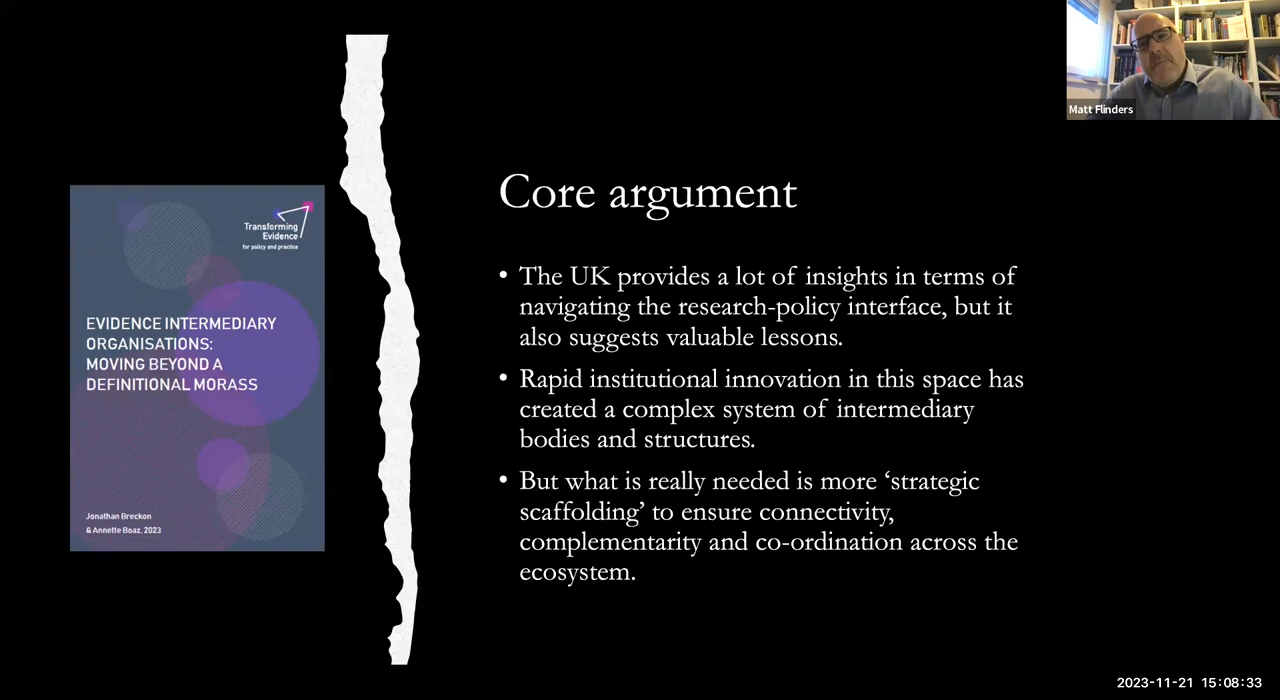 Matt Flinders
Transforming
Evidence
for policy and practice
EVIDENCE INTERMEDIARY
ORGANISATIONS:
MOVING BEYOND A
DEFINITIONAL MORASS
Jonathan Breckon
& Annette Boaz, 2023
Core argument
• The UK provides a lot of insights in terms of
navigating the research-policy interface, but it
also suggests valuable lessons.
• Rapid institutional innovation in this space has
created a complex system of intermediary
bodies and structures.
• But what is really needed is more ‘strategic
scaffolding’ to ensure connectivity,
complementarity and co-ordination across the
ecosystem.
2023-11-21 15:08:33